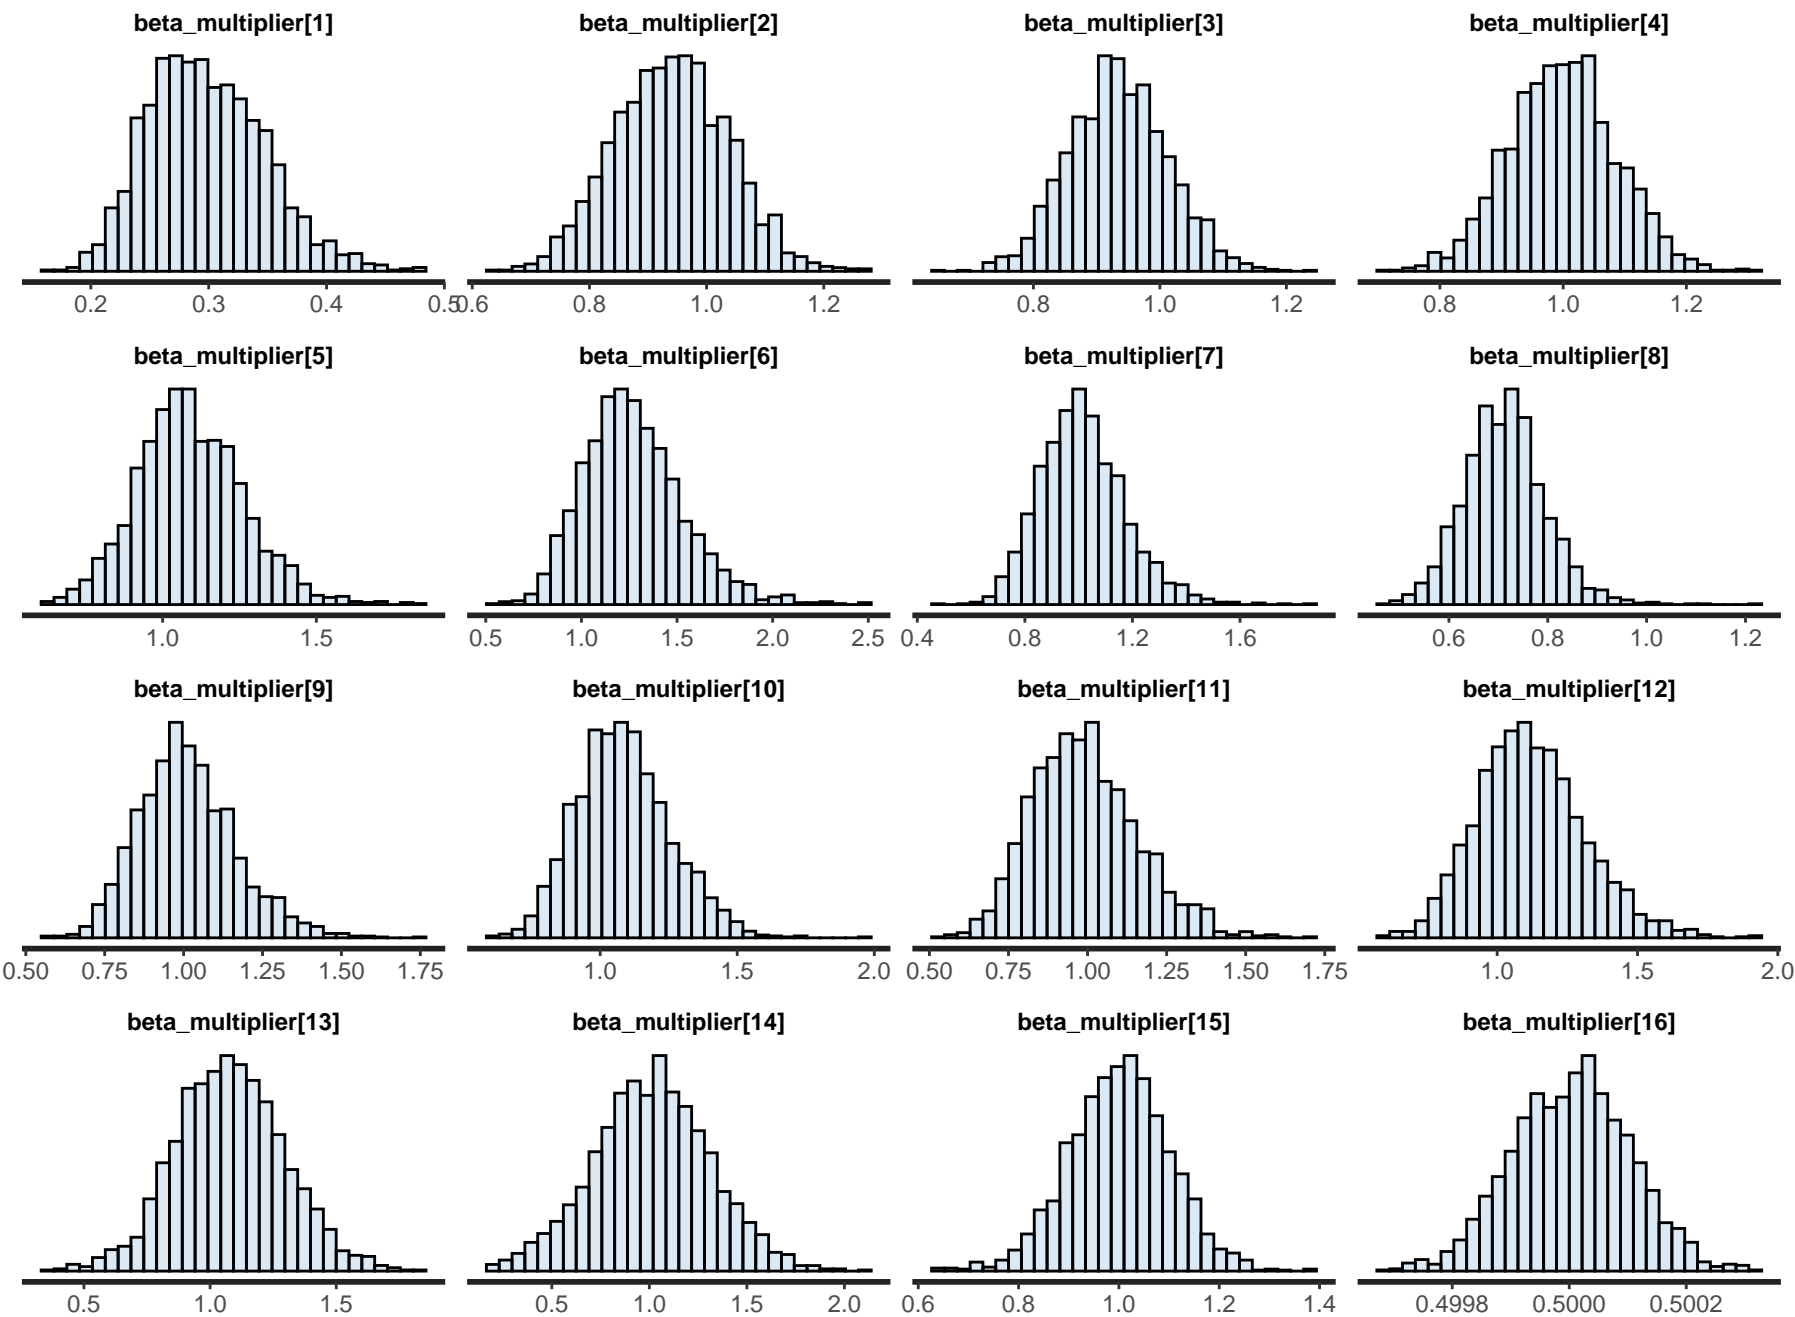 beta_multiplier[1] beta_multiplier[2] beta_multiplier[3] beta_multiplier[4]
0.2 0.3 0.4 0.5 0.6 0.8 1.0 1.2 0.8 1.0 1.2 0.8 1.0 1.2
beta_multiplier[5] beta_multiplier[6] beta_multiplier[7] beta_multiplier[8]
1.0 1.5 0.5 1.0 1.5 2.0 2.5 0.4 0.8 1.2 1.6 0.6 0.8 1.0 1.2
beta_multiplier[9] beta_multiplier[10] beta_multiplier[11] beta_multiplier[12]
0.50 0.75 1.00 1.25 1.50 1.75 1.0 1.5 2.0 0.50 0.75 1.00 1.25 1.50 1.75 1.0 1.5 2.0
beta_multiplier[13] beta_multiplier[14] beta_multiplier[15] beta_multiplier[16]
0.5 1.0 1.5 0.5 1.0 1.5 2.0 0.6 0.8 1.0 1.2 1.4 0.4998 0.5000 0.5002